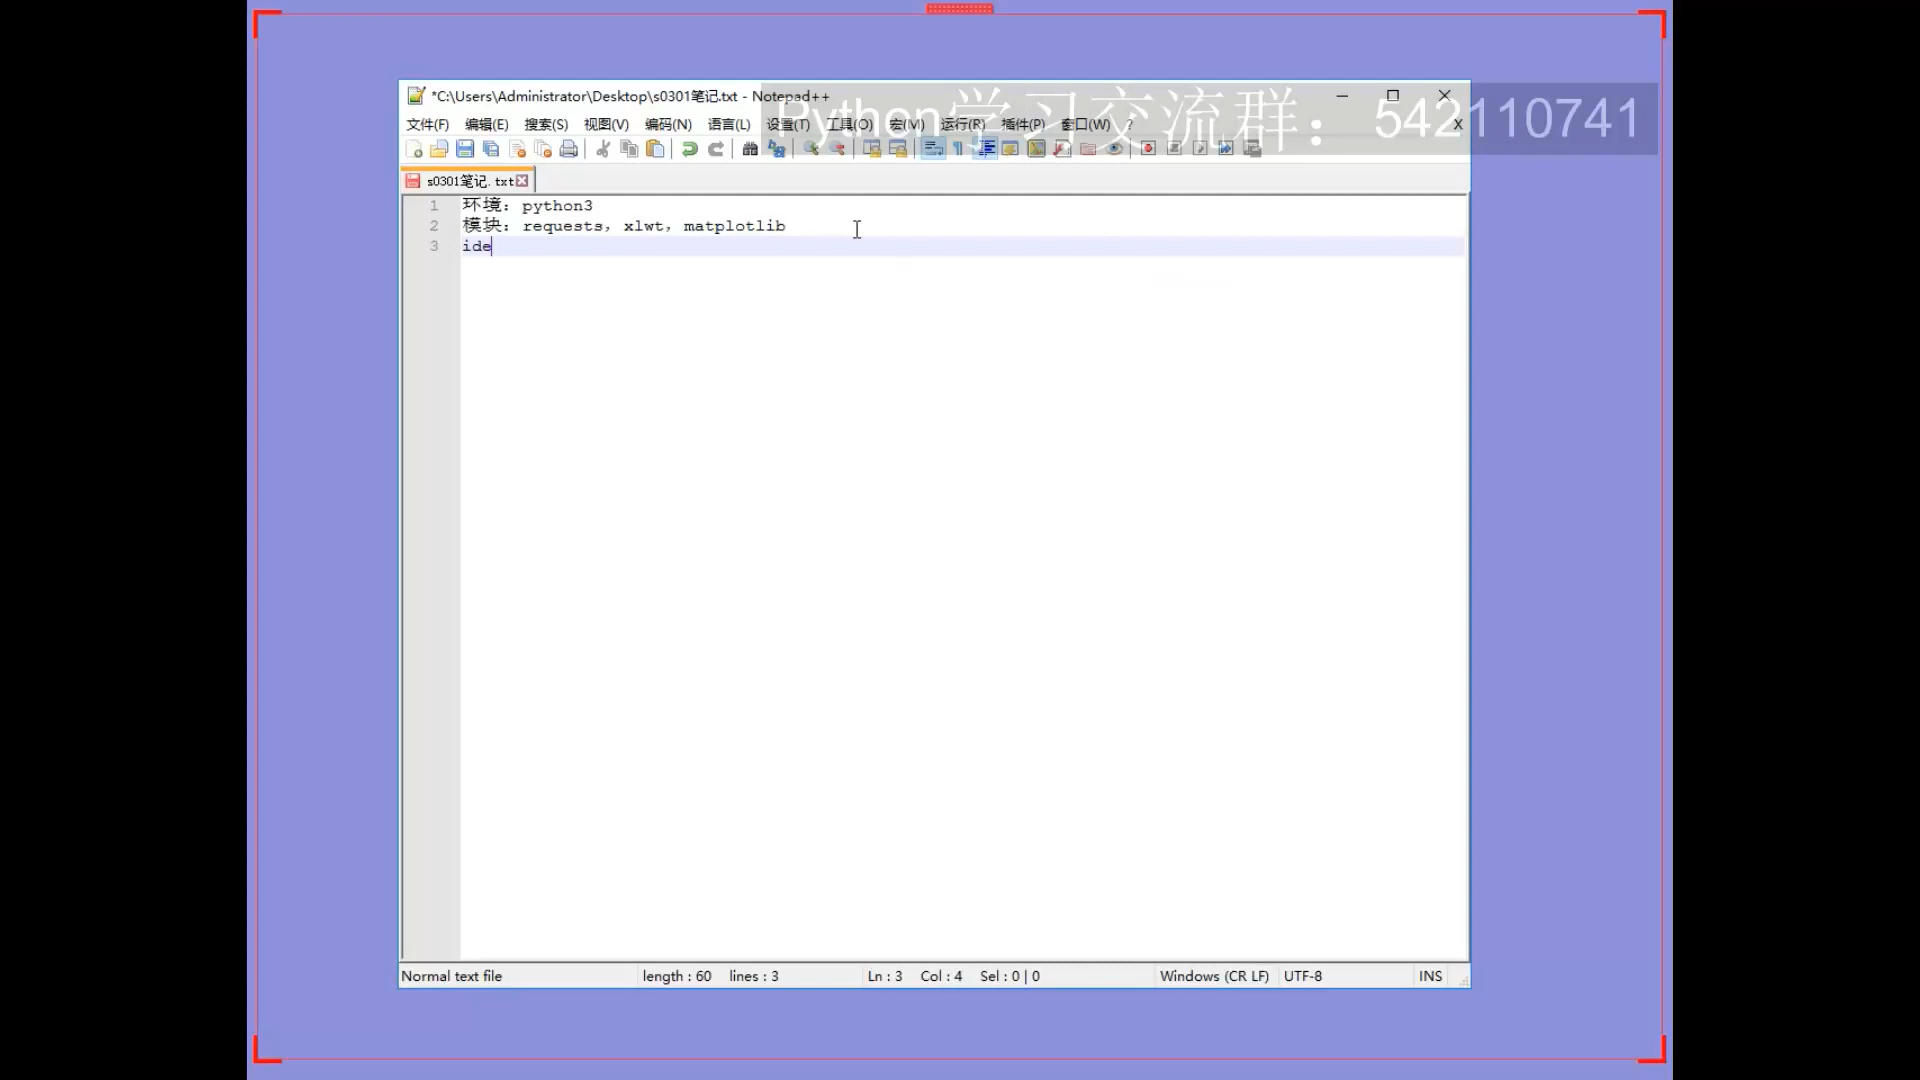 *C:\Users\Administrator\Desktop\s0301笔记.txt - Notepad++
Python学习交流群： 542110741
文件(F) 编辑(E) 搜索(S) 视图(V) 编码(N) 语言(L) 设置(T) 工具(O) 宏(M) 运行(R) 插件(P) 窗口(W) ? X
s0301笔记.txt
1 环境：python3
2 模块：requests，xlwt，matplotlib
3 ide
Normal text file length : 60 lines : 3 Ln : 3 Col : 4 Sel : 0 | 0 Windows (CR LF) UTF-8 INS